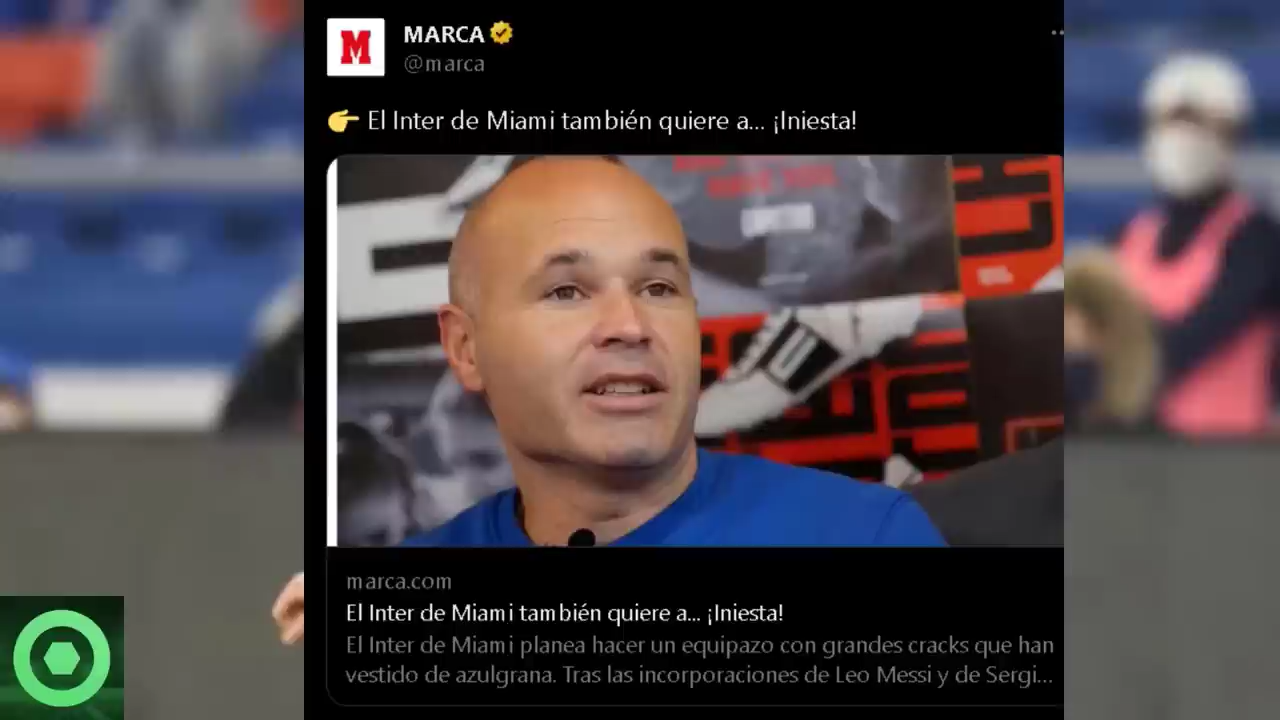 M
MARCA
@marca
👉 El Inter de Miami también quiere a... ¡Iniesta!
marca.com
El Inter de Miami también quiere a... ¡Iniesta!
El Inter de Miami planea hacer un equipazo con grandes cracks que han
vestido de azulgrana. Tras las incorporaciones de Leo Messi y de Sergi...